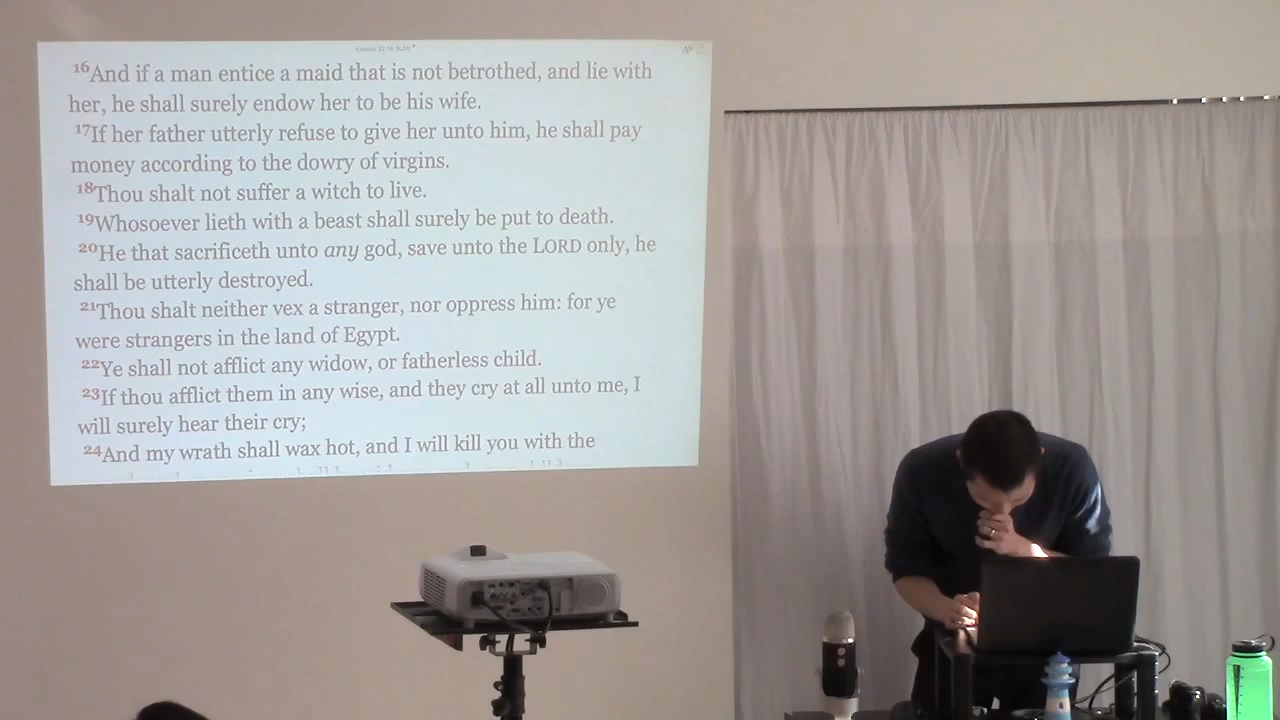 Exodus 22:16 (KJV)
16And if a man entice a maid that is not betrothed, and lie with
her, he shall surely endow her to be his wife.
17If her father utterly refuse to give her unto him, he shall pay
money according to the dowry of virgins.
18Thou shalt not suffer a witch to live.
19Whosoever lieth with a beast shall surely be put to death.
20He that sacrificeth unto any god, save unto the LORD only, he
shall be utterly destroyed.
21Thou shalt neither vex a stranger, nor oppress him: for ye
were strangers in the land of Egypt.
22Ye shall not afflict any widow, or fatherless child.
23If thou afflict them in any wise, and they cry at all unto me, I
will surely hear their cry;
24And my wrath shall wax hot, and I will kill you with the